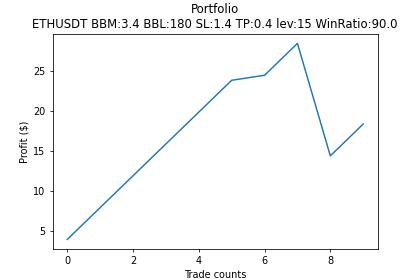 Portfolio
ETHUSDT BBM:3.4 BBL:180 SL:1.4 TP:0.4 lev:15 WinRatio:90.0
25
20
15
10
5
Profit ($)
0 2 4 6 8
Trade counts